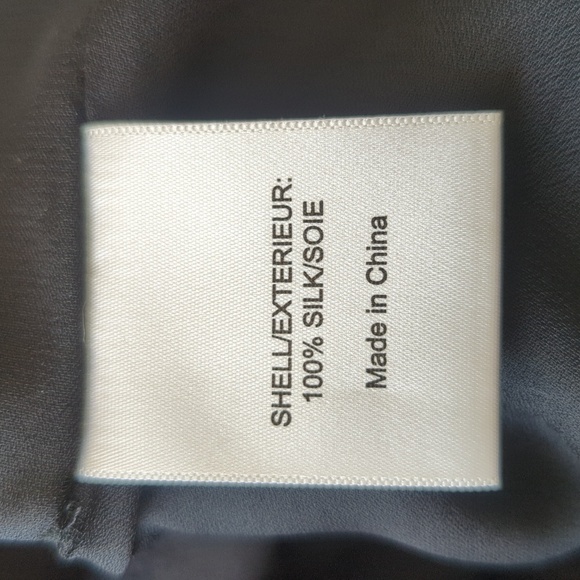 SHELL/EXTERIEUR:
100% SILK/SOIE
Made in China